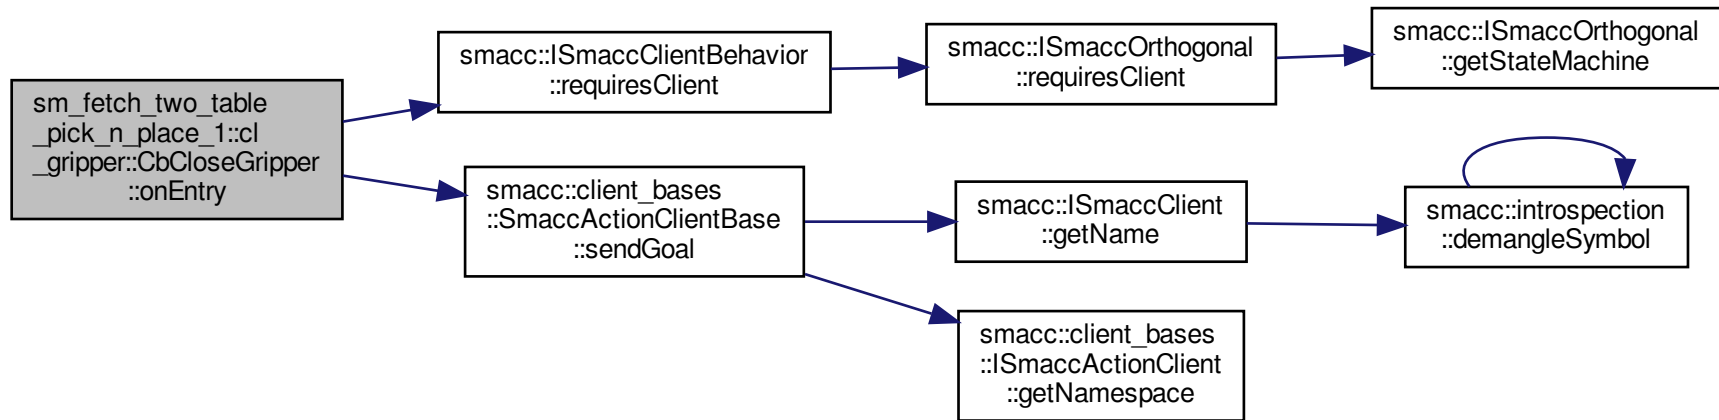 sm_fetch_two_table
_pick_n_place_1::cl
_gripper::CbCloseGripper
::onEntry
smacc::ISmaccClientBehavior
::requiresClient
smacc::ISmaccOrthogonal
::requiresClient
smacc::ISmaccOrthogonal
::getStateMachine
smacc::client_bases
::SmaccActionClientBase
::sendGoal
smacc::ISmaccClient
::getName
smacc::introspection
::demangleSymbol
smacc::client_bases
::ISmaccActionClient
::getNamespace